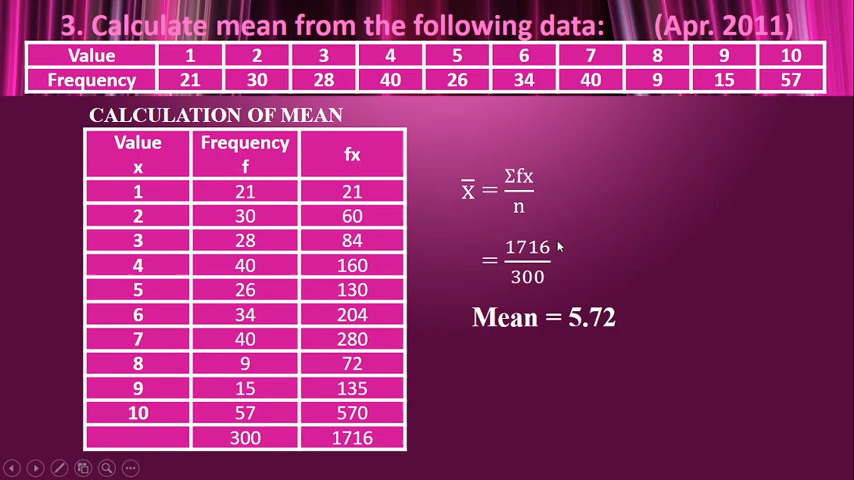 3. Calculate mean from the following data: (Apr. 2011)
Value 1 2 3 4 5 6 7 8 9 10
Frequency 21 30 28 40 26 34 40 9 15 57
CALCULATION OF MEAN
Value x Frequency f fx
1 21 21
2 30 60
3 28 84
4 40 160
5 26 130
6 34 204
7 40 280
8 9 72
9 15 135
10 57 570
300 1716
x̅ = Σfx / n
= 1716 / 300
Mean = 5.72